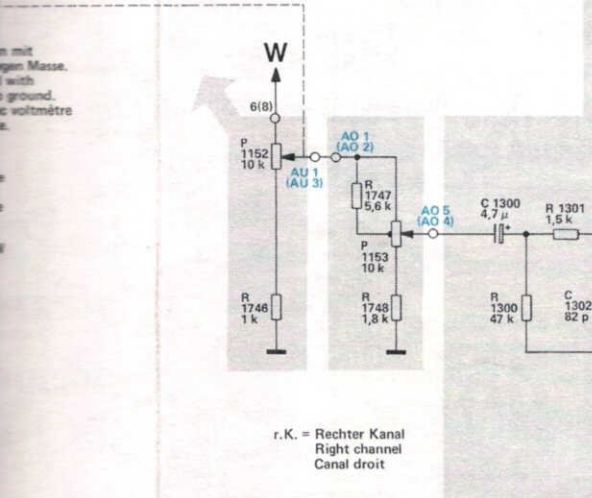 n mit
gen Masse.
with
ground.
voltmètre
e.
e
e
W
6(8)
P
1152
10 k
AU 1
(AU 3)
AO 1
(AO 2)
R
1747
5,6 k
AO 5
(AO 4)
P
1153
10 k
C 1300
4,7 µ
+
R 1301
1,5 k
R
1746
1 k
R
1748
1,8 k
R
1300
47 k
C
1302
82 p
r.K. = Rechter Kanal
Right channel
Canal droit